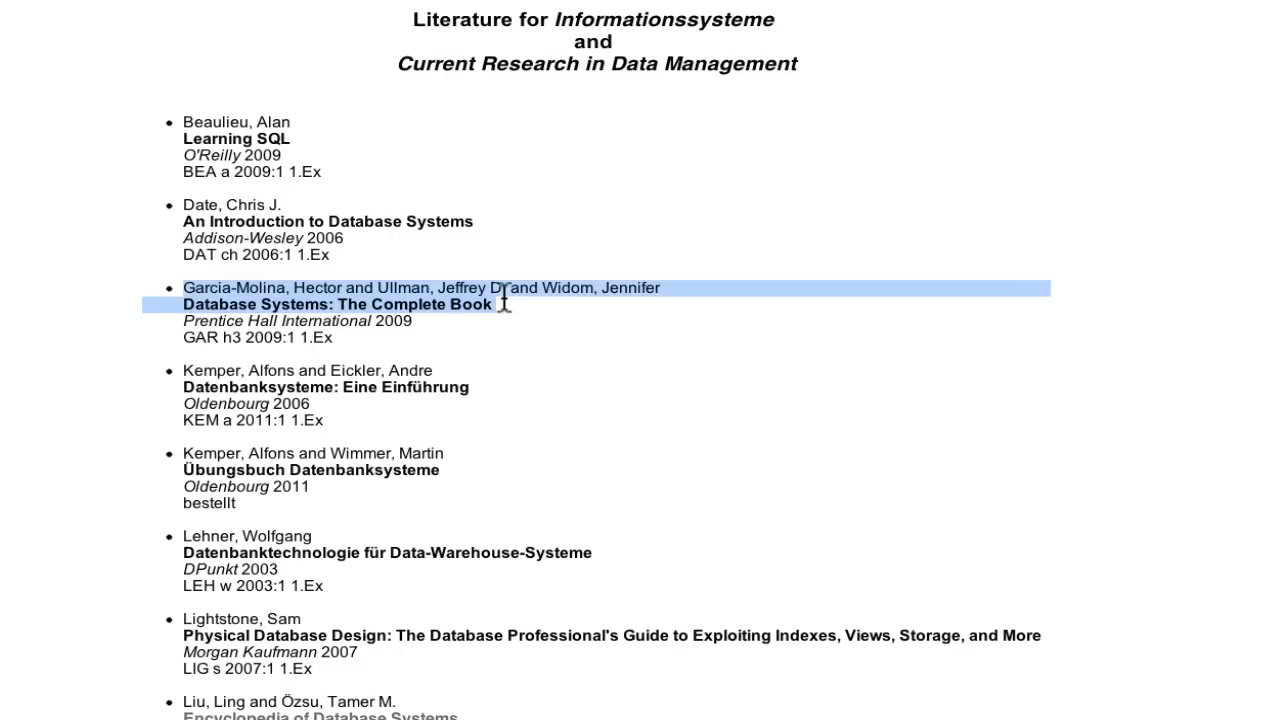 Literature for Informationssysteme
and
Current Research in Data Management
• Beaulieu, Alan
Learning SQL
O'Reilly 2009
BEA a 2009:1 1.Ex
• Date, Chris J.
An Introduction to Database Systems
Addison-Wesley 2006
DAT ch 2006:1 1.Ex
• Garcia-Molina, Hector and Ullman, Jeffrey D. and Widom, Jennifer
Database Systems: The Complete Book
Prentice Hall International 2009
GAR h3 2009:1 1.Ex
• Kemper, Alfons and Eickler, Andre
Datenbanksysteme: Eine Einführung
Oldenbourg 2006
KEM a 2011:1 1.Ex
• Kemper, Alfons and Wimmer, Martin
Übungsbuch Datenbanksysteme
Oldenbourg 2011
bestellt
• Lehner, Wolfgang
Datenbanktechnologie für Data-Warehouse-Systeme
DPunkt 2003
LEH w 2003:1 1.Ex
• Lightstone, Sam
Physical Database Design: The Database Professional's Guide to Exploiting Indexes, Views, Storage, and More
Morgan Kaufmann 2007
LIG s 2007:1 1.Ex
• Liu, Ling and Özsu, Tamer M.
Encyclopedia of Database Systems